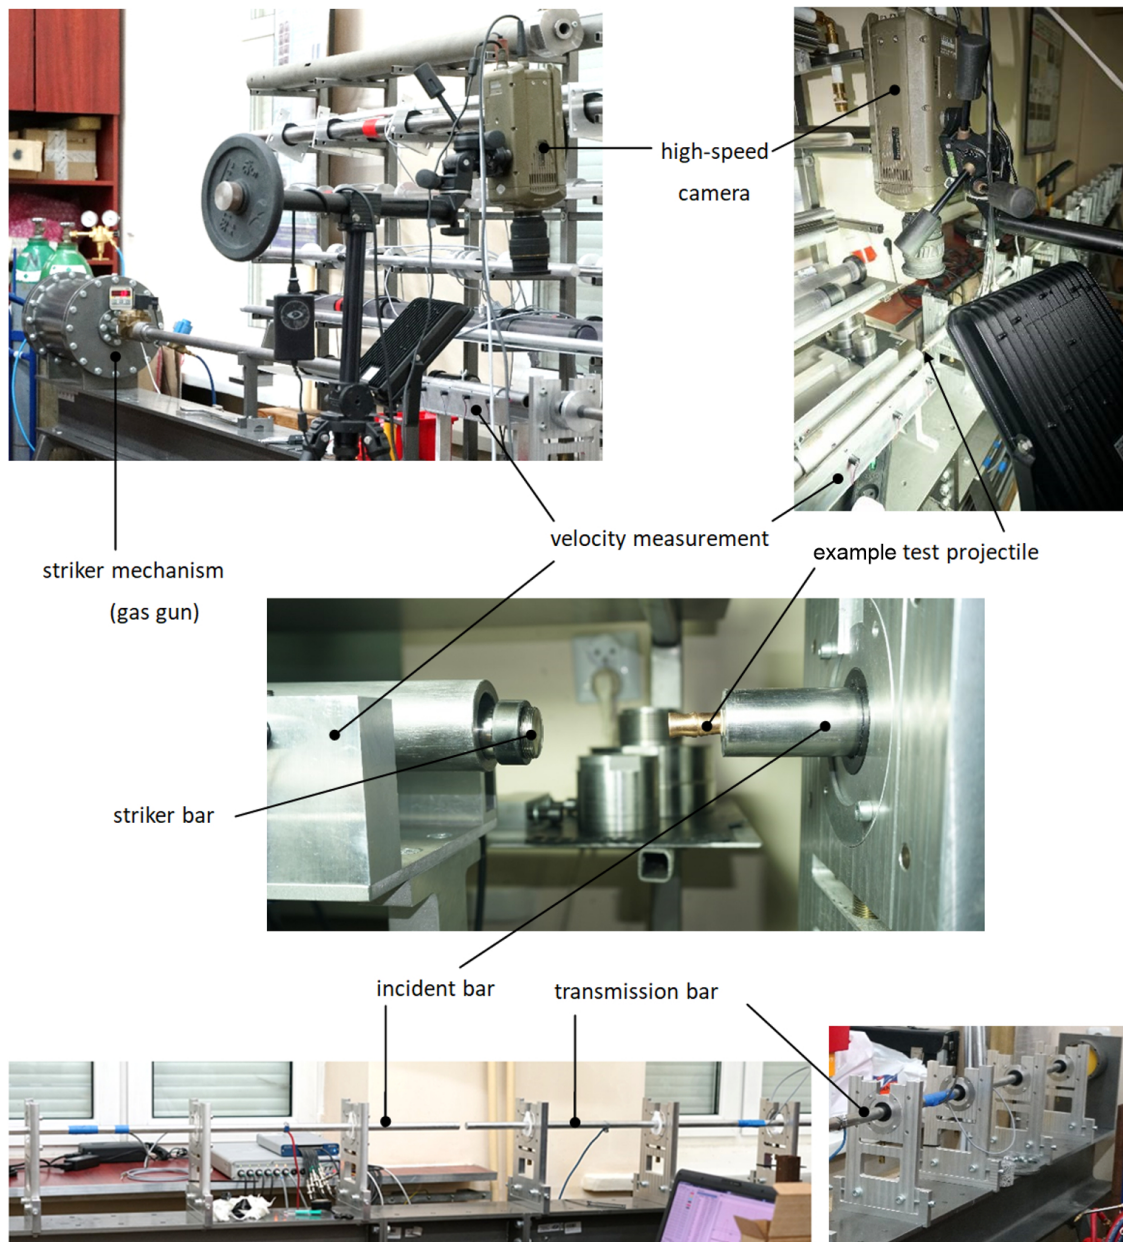 high-speed
camera
velocity measurement
example test projectile
striker mechanism
(gas gun)
striker bar
incident bar
transmission bar